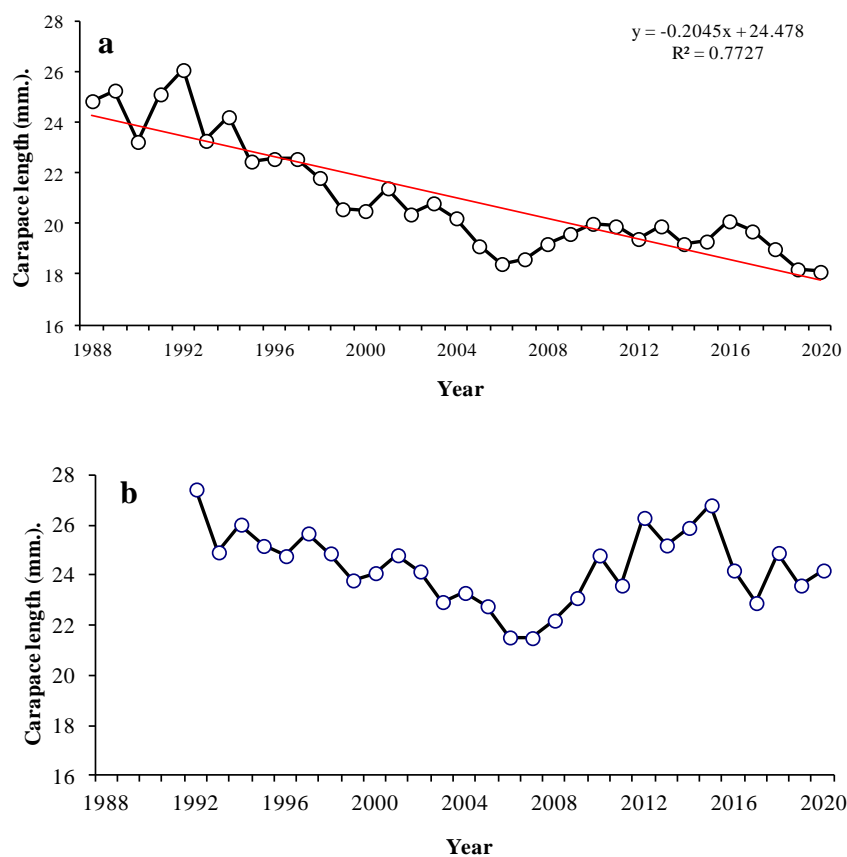 a
y = -0.2045x + 24.478
R² = 0.7727
28
26
24
22
20
18
16
Carapace length (mm.).
1988 1992 1996 2000 2004 2008 2012 2016 2020
Year
b
28
26
24
22
20
18
16
Carapace length (mm.).
1988 1992 1996 2000 2004 2008 2012 2016 2020
Year